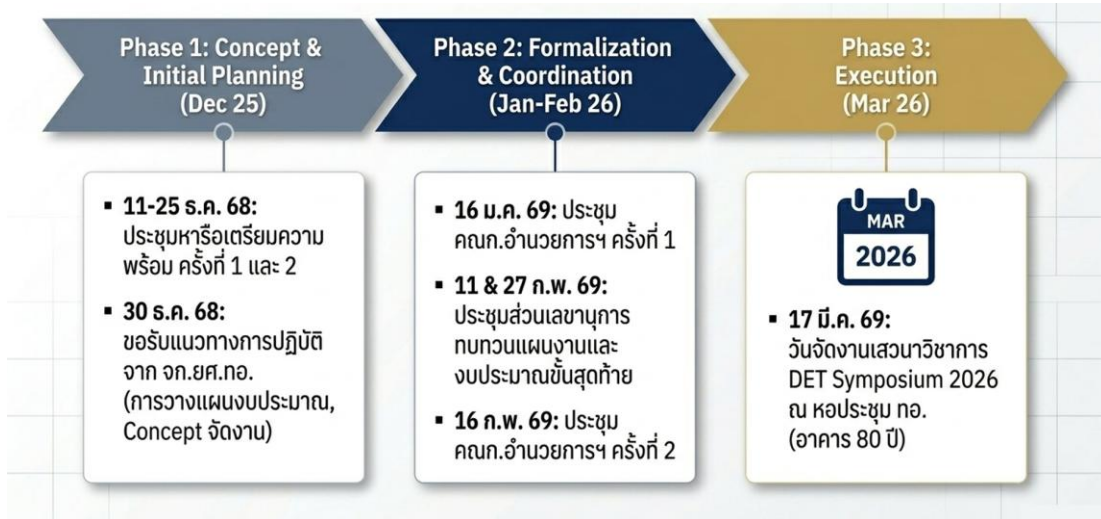 Phase 1: Concept &
Initial Planning
(Dec 25)
▪ 11-25 ธ.ค. 68:
ประชุมหารือเตรียมความ
พร้อม ครั้งที่ 1 และ 2
▪ 30 ธ.ค. 68:
ขอรับแนวทางการปฏิบัติ
จาก จก.ยศ.ทอ.
(การวางแผนงบประมาณ,
Concept จัดงาน)
Phase 2: Formalization
& Coordination
(Jan-Feb 26)
▪ 16 ม.ค. 69: ประชุม
คณก.อำนวยการฯ ครั้งที่ 1
▪ 11 & 27 ก.พ. 69:
ประชุมส่วนเลขานุการ
ทบทวนแผนงานและ
งบประมาณขั้นสุดท้าย
▪ 16 ก.พ. 69: ประชุม
คณก.อำนวยการฯ ครั้งที่ 2
Phase 3:
Execution
(Mar 26)
MAR
2026
▪ 17 มี.ค. 69:
วันจัดงานเสวนาวิชาการ
DET Symposium 2026
ณ หอประชุม ทอ.
(อาคาร 80 ปี)